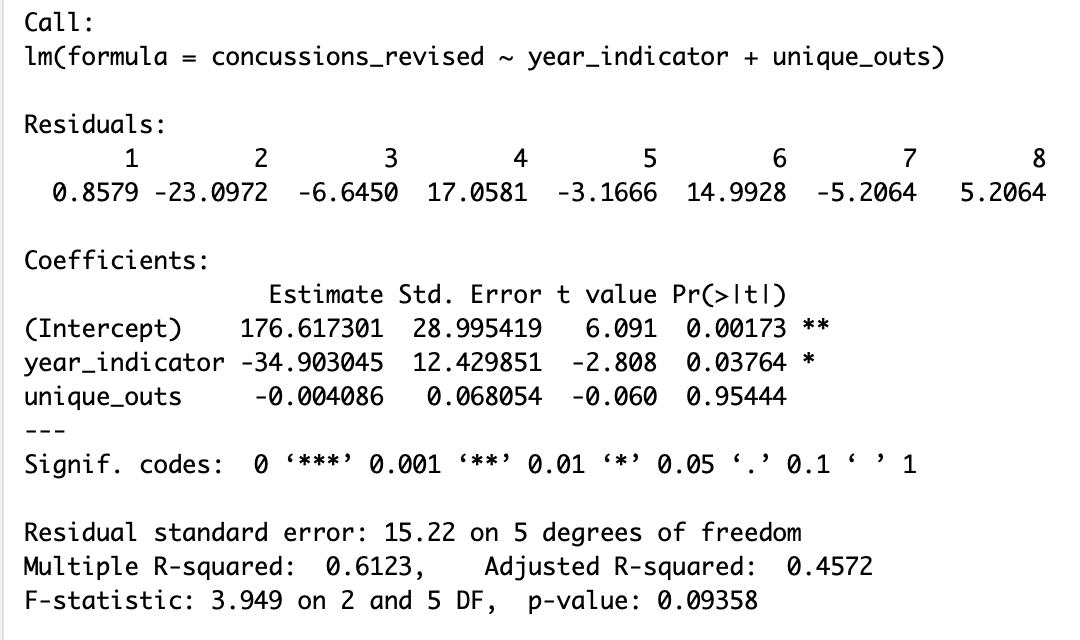 Call:
lm(formula = concussions_revised ~ year_indicator + unique_outs)
Residuals:
1 2 3 4 5 6 7 8
0.8579 -23.0972 -6.6450 17.0581 -3.1666 14.9928 -5.2064 5.2064
Coefficients:
Estimate Std. Error t value Pr(>|t|)
(Intercept) 176.617301 28.995419 6.091 0.00173 **
year_indicator -34.903045 12.429851 -2.808 0.03764 *
unique_outs -0.004086 0.068054 -0.060 0.95444
---
Signif. codes: 0 ‘***’ 0.001 ‘**’ 0.01 ‘*’ 0.05 ‘.’ 0.1 ‘ ’ 1
Residual standard error: 15.22 on 5 degrees of freedom
Multiple R-squared: 0.6123, Adjusted R-squared: 0.4572
F-statistic: 3.949 on 2 and 5 DF, p-value: 0.09358